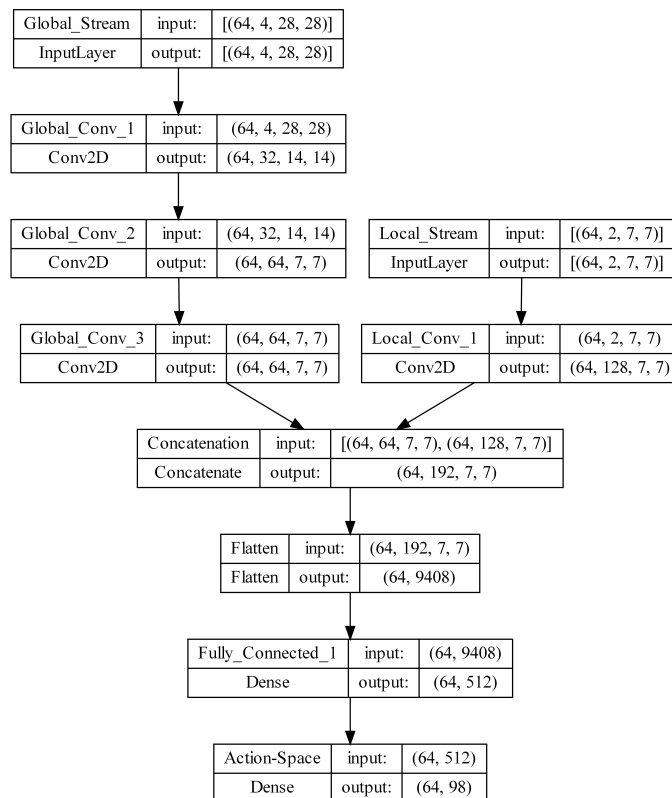 Global_Stream input: [(64, 4, 28, 28)]
InputLayer output: [(64, 4, 28, 28)]
Global_Conv_1 input: (64, 4, 28, 28)
Conv2D output: (64, 32, 14, 14)
Global_Conv_2 input: (64, 32, 14, 14)
Conv2D output: (64, 64, 7, 7)
Local_Stream input: [(64, 2, 7, 7)]
InputLayer output: [(64, 2, 7, 7)]
Global_Conv_3 input: (64, 64, 7, 7)
Conv2D output: (64, 64, 7, 7)
Local_Conv_1 input: (64, 2, 7, 7)
Conv2D output: (64, 128, 7, 7)
Concatenation input: [(64, 64, 7, 7), (64, 128, 7, 7)]
Concatenate output: (64, 192, 7, 7)
Flatten input: (64, 192, 7, 7)
Flatten output: (64, 9408)
Fully_Connected_1 input: (64, 9408)
Dense output: (64, 512)
Action-Space input: (64, 512)
Dense output: (64, 98)